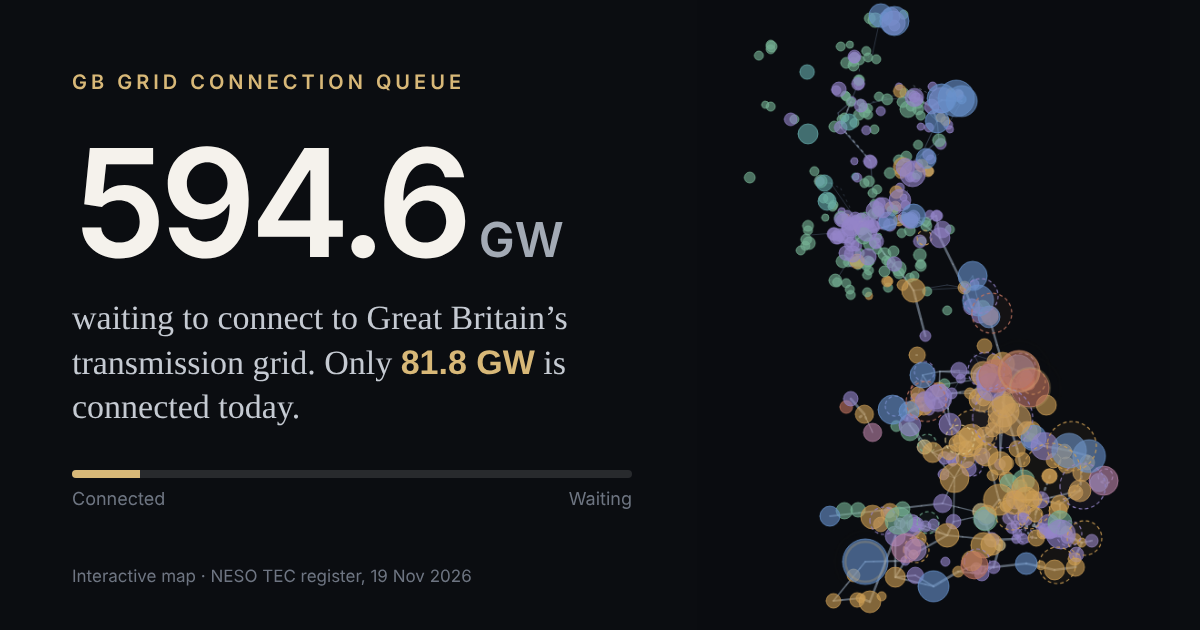 GB GRID CONNECTION QUEUE
594.6 GW
waiting to connect to Great Britain’s
transmission grid. Only 81.8 GW is
connected today.
Connected Waiting
Interactive map · NESO TEC register, 19 Nov 2026